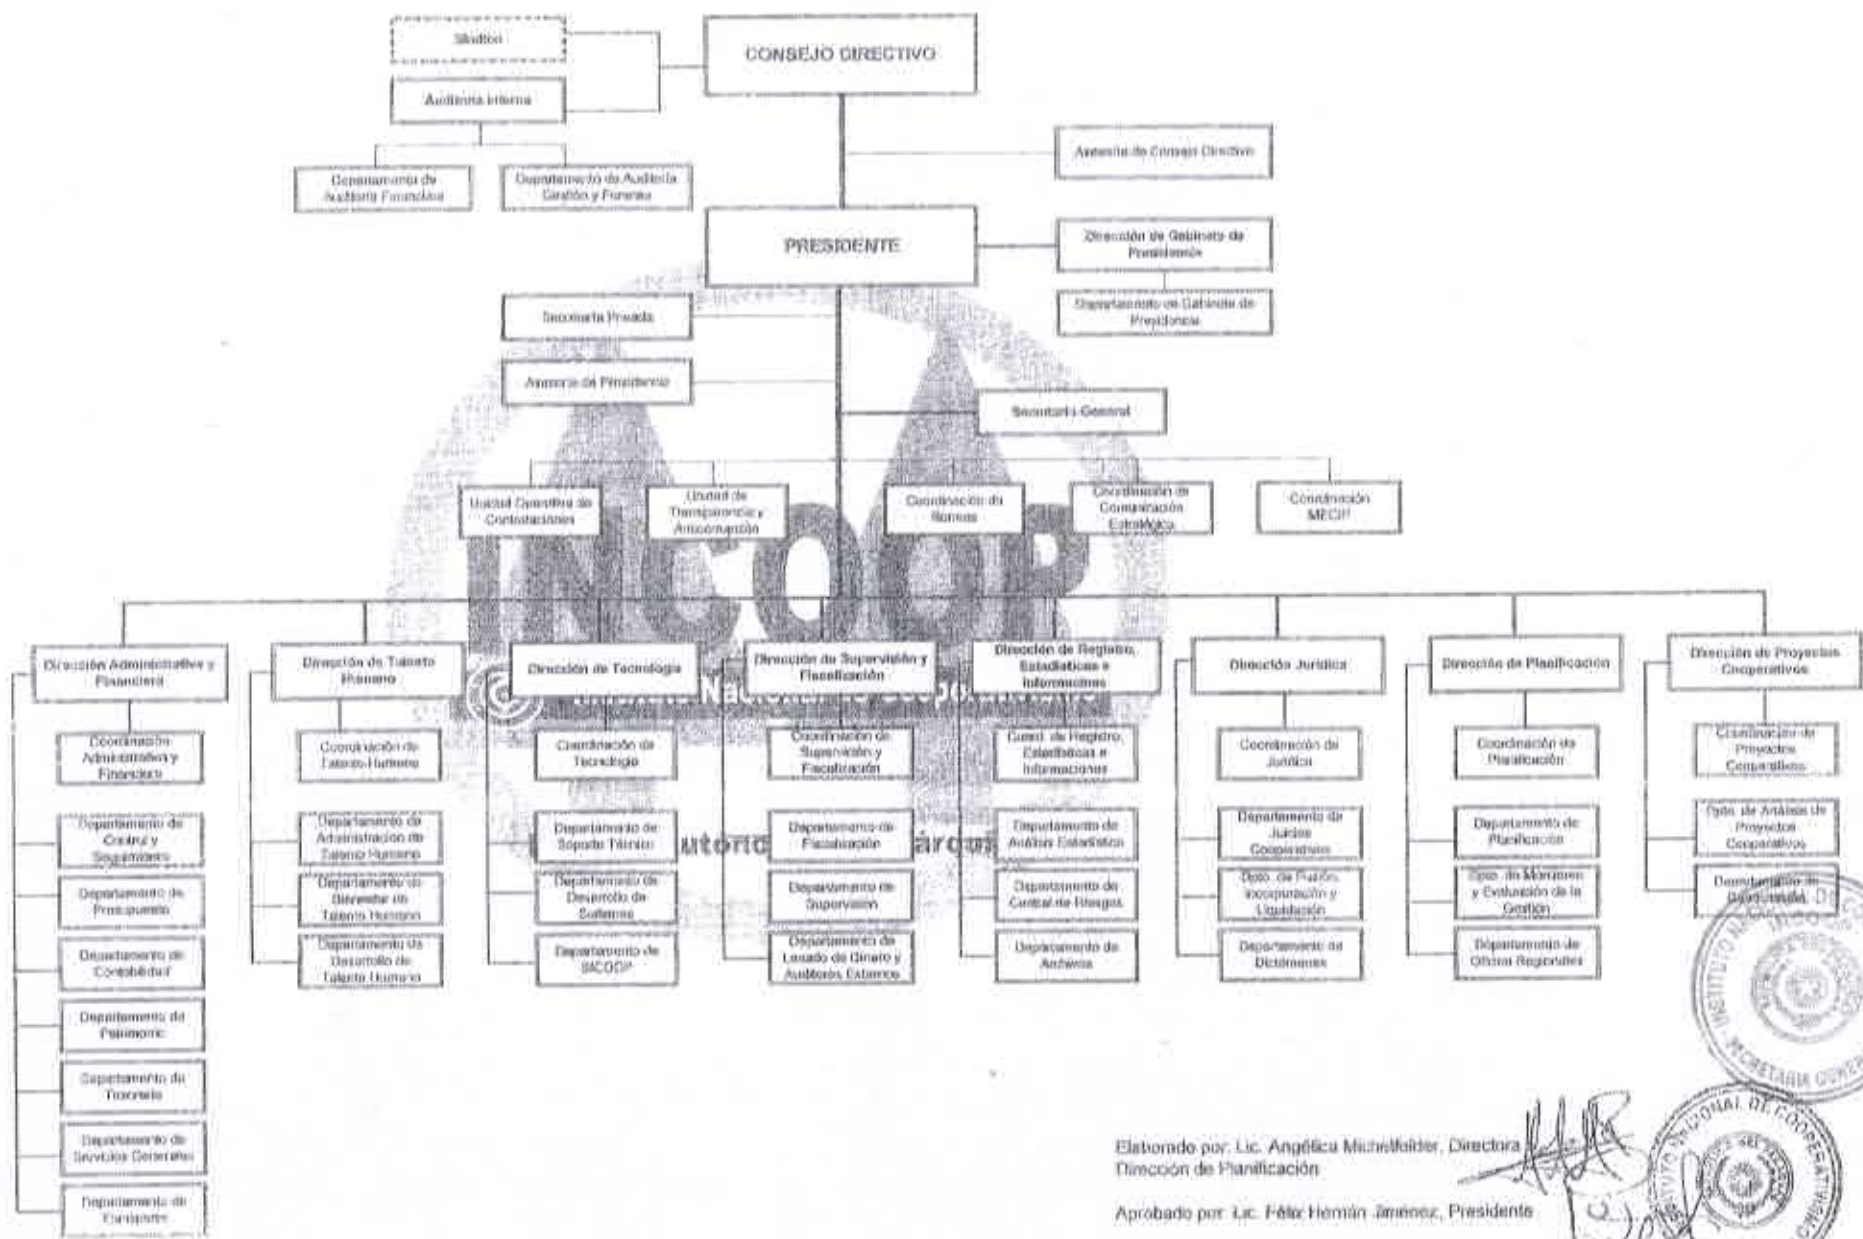 Síndico
CONSEJO DIRECTIVO
Auditoría Interna
Asesoría de Consejo Directivo
Departamento de
Auditoría Financiera
Departamento de Auditoría
Gestión y Forense
PRESIDENTE
Dirección de Gabinete de
Presidencia
Departamento de Gabinete de
Presidencia
Secretaría Privada
Asesoría de Presidencia
Secretaría General
Unidad Operativa de
Contrataciones
Unidad de
Transparencia y
Anticorrupción
Coordinación de
Normas
Coordinación de
Comunicación
Estratégica
Coordinación
MECIP
INCOOP
Dirección Administrativa y
Financiera
Dirección de Talento
Humano
Dirección de Tecnología
Dirección de Supervisión y
Fiscalización
Dirección de Registro,
Estadísticas e
Informaciones
Dirección Jurídica
Dirección de Planificación
Dirección de Proyectos
Cooperativos
Coordinación
Administrativa y
Financiera
Coordinación de
Talento Humano
Coordinación de
Tecnología
Coordinación de
Supervisión y
Fiscalización
Coord. de Registro,
Estadísticas e
Informaciones
Coordinación de
Jurídica
Coordinación de
Planificación
Coordinación de
Proyectos
Cooperativos
Departamento de
Control y
Seguimiento
Departamento de
Administración de
Talento Humano
Departamento de
Soporte Técnico
Departamento de
Fiscalización
Departamento de
Análisis Estadístico
Departamento de
Juicios
Cooperativos
Departamento de
Planificación
Dpto. de Análisis de
Proyectos
Cooperativos
Departamento de
Presupuesto
Departamento de
Bienestar de
Talento Humano
Departamento de
Desarrollo de
Sistemas
Departamento de
Supervisión
Departamento de
Control de Riesgos
Dpto. de Fusión,
Incorporación y
Liquidación
Dpto. de Monitoreo
y Evaluación de la
Gestión
Departamento de
Departamento de
Contabilidad
Departamento de
Desarrollo de
Talento Humano
Departamento de
SICOOP
Departamento de
Lavado de Dinero y
Auditores Externos
Departamento de
Archivos
Departamento de
Dictámenes
Departamento de
Oficina Regionales
Departamento de
Patrimonio
Departamento de
Tesorería
Departamento de
Servicios Generales
Departamento de
Transporte
Elaborado por: Lic. Angélica Michelfelder, Directora
Dirección de Planificación
Aprobado por: Lic. Félix Hernán Jiménez, Presidente